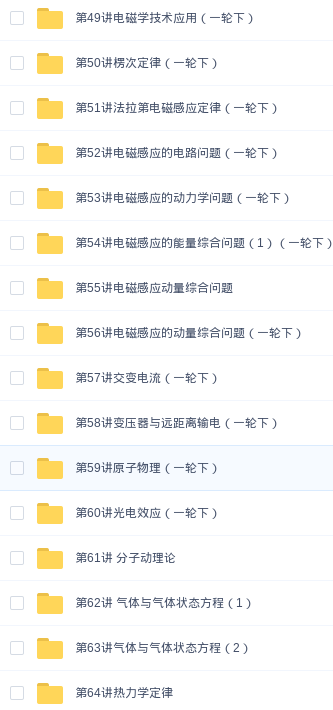 第49讲电磁学技术应用（一轮下）
第50讲楞次定律（一轮下）
第51讲法拉第电磁感应定律（一轮下）
第52讲电磁感应的电路问题（一轮下）
第53讲电磁感应的动力学问题（一轮下）
第54讲电磁感应的能量综合问题（1）（一轮下）
第55讲电磁感应动量综合问题
第56讲电磁感应的动量综合问题（一轮下）
第57讲交变电流（一轮下）
第58讲变压器与远距离输电（一轮下）
第59讲原子物理（一轮下）
第60讲光电效应（一轮下）
第61讲 分子动理论
第62讲 气体与气体状态方程（1）
第63讲气体与气体状态方程（2）
第64讲热力学定律